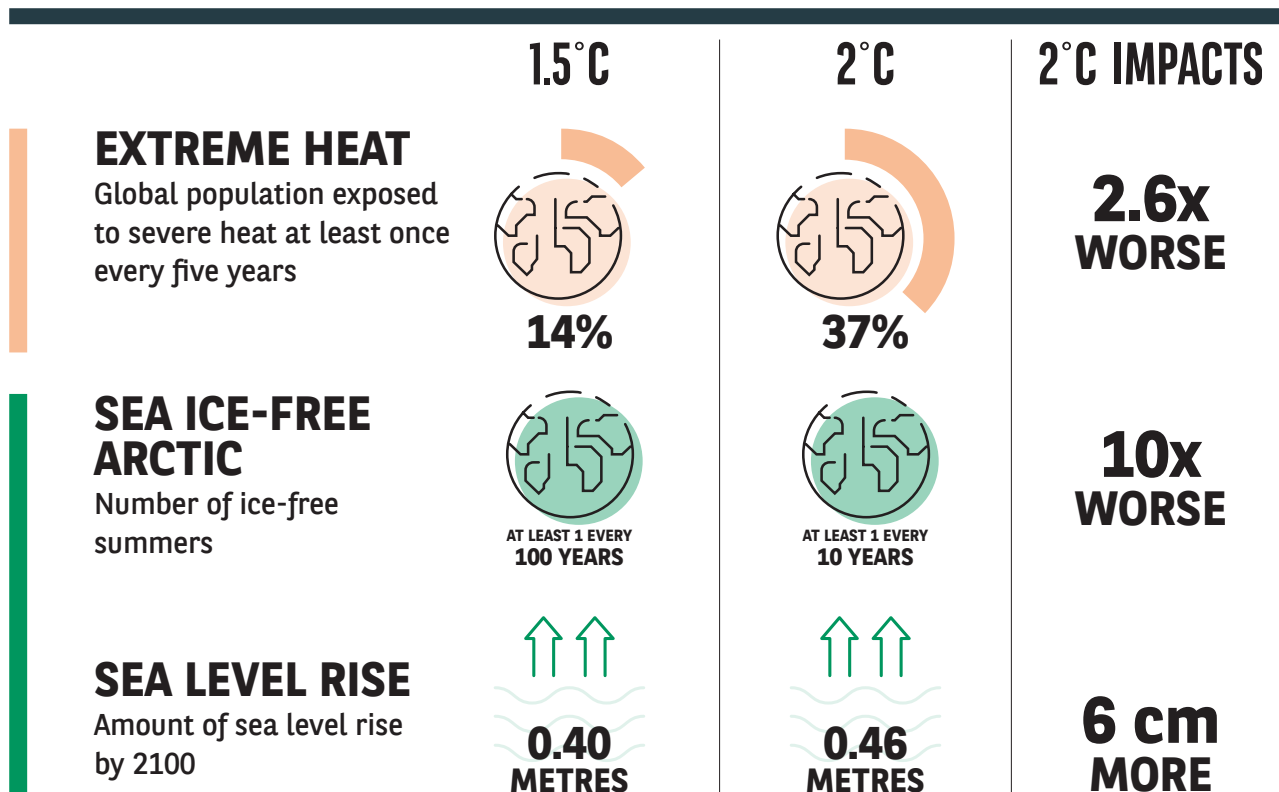 1.5°C
2°C
2°C IMPACTS
EXTREME HEAT
Global population exposed
to severe heat at least once
every five years
14%
37%
2.6x
WORSE
SEA ICE-FREE
ARCTIC
Number of ice-free
summers
AT LEAST 1 EVERY
100 YEARS
AT LEAST 1 EVERY
10 YEARS
10x
WORSE
SEA LEVEL RISE
Amount of sea level rise
by 2100
0.40
METRES
0.46
METRES
6 cm
MORE